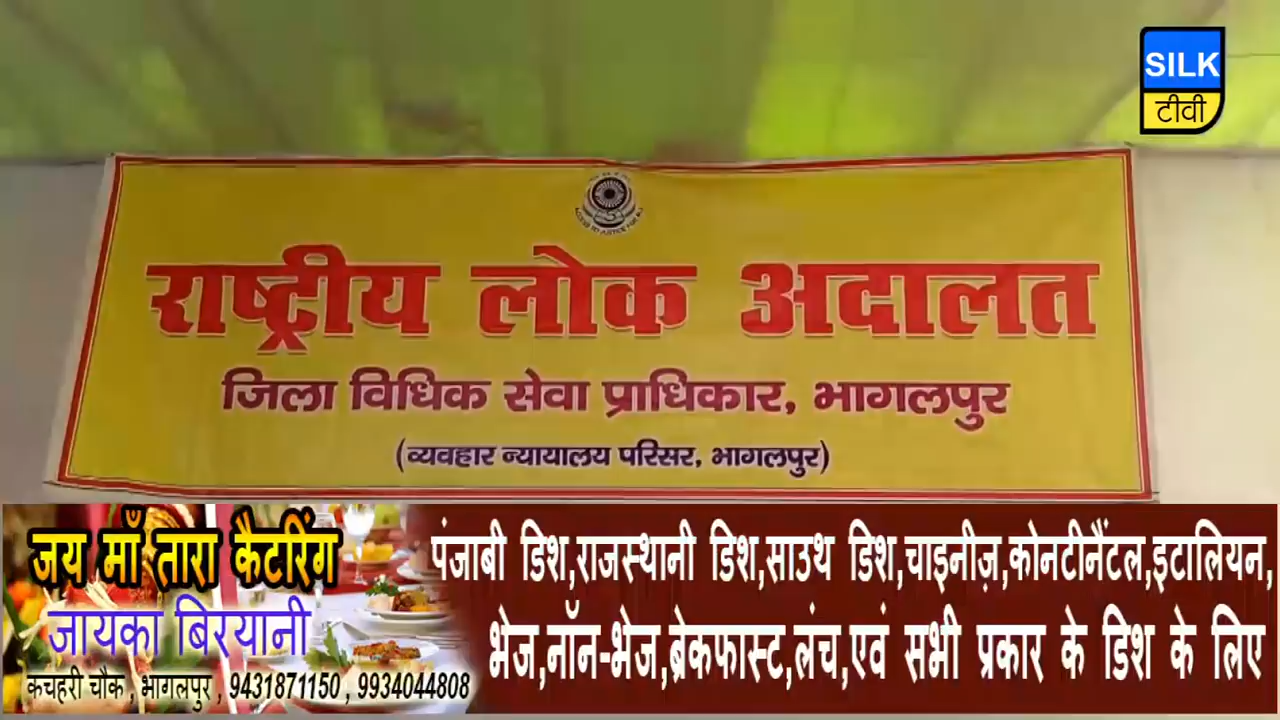 SILK
टीवी
राष्ट्रीय लोक अदालत
जिला विधिक सेवा प्राधिकार, भागलपुर
(व्यवहार न्यायालय परिसर, भागलपुर)
जय माँ तारा कैटरिंग
जायका बिरयानी
कचहरी चौक , भागलपुर , 9431871150 , 9934044808
पंजाबी डिश,राजस्थानी डिश,साउथ डिश,चाइनीज़,कोनटीनैंटल,इटालियन,
भेज,नॉन-भेज,ब्रेकफास्ट,लंच,एवं सभी प्रकार के डिश के लिए